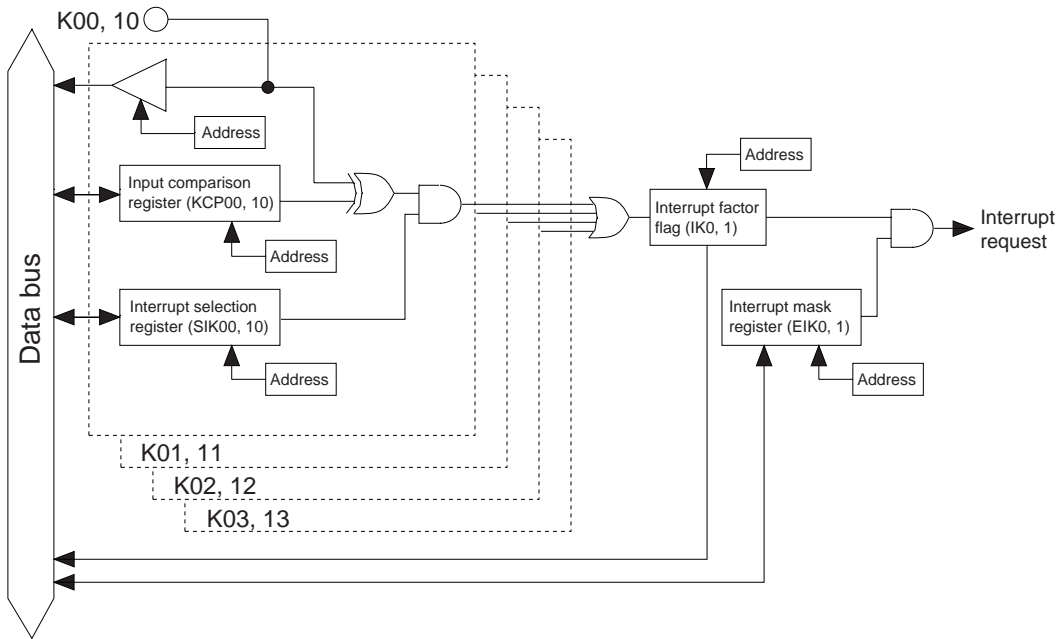 K00, 10
Address
Input comparison
register (KCP00, 10)
Address
Interrupt selection
register (SIK00, 10)
Address
K01, 11
K02, 12
K03, 13
Data bus
Address
Interrupt factor
flag (IK0, 1)
Interrupt mask
register (EIK0, 1)
Address
Interrupt
request